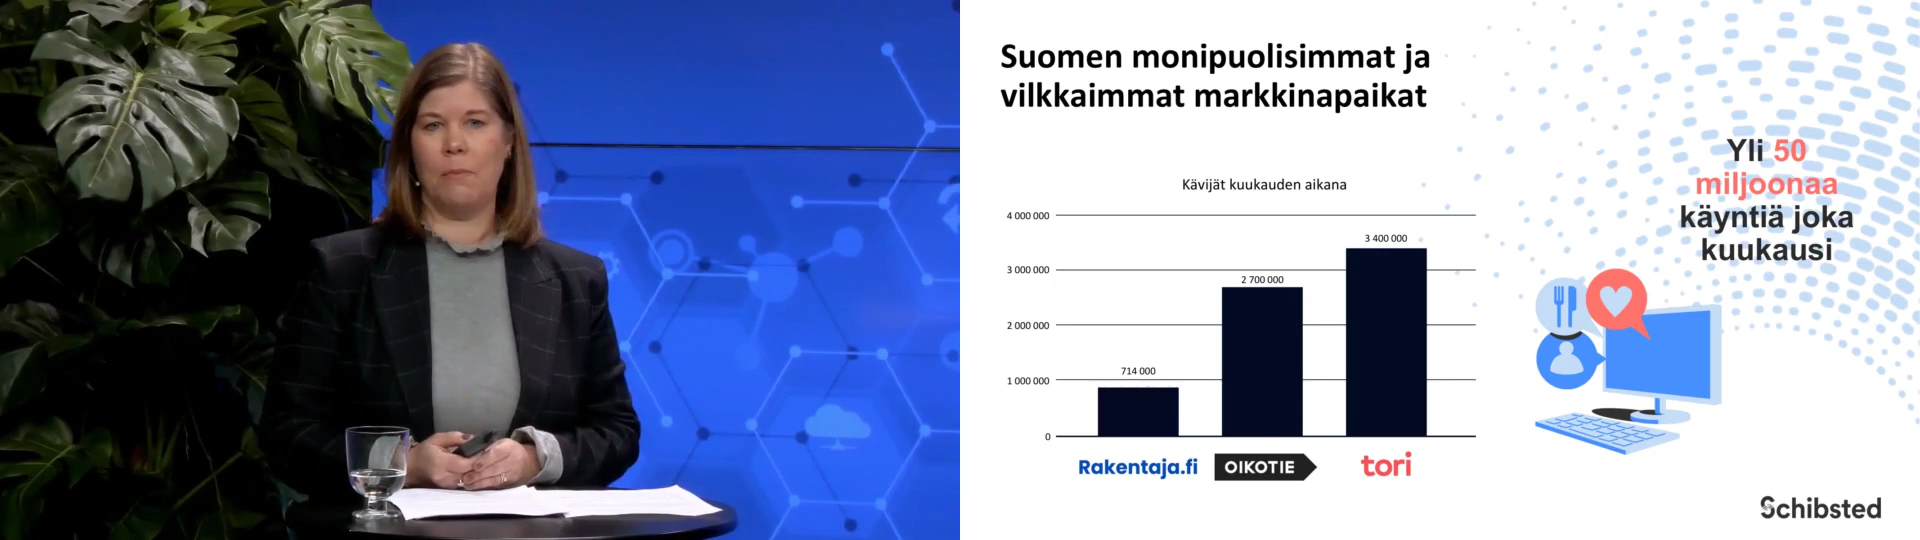 Suomen monipuolisimmat ja
vilkkaimmat markkinapaikat
Yli 50
miljoonaa
käyntiä joka
kuukausi
Kävijät kuukauden aikana
4 000 000
3 000 000
2 000 000
1 000 000
0
714 000
2 700 000
3 400 000
Rakentaja.fi
OIKOTIE
tori
Schibsted